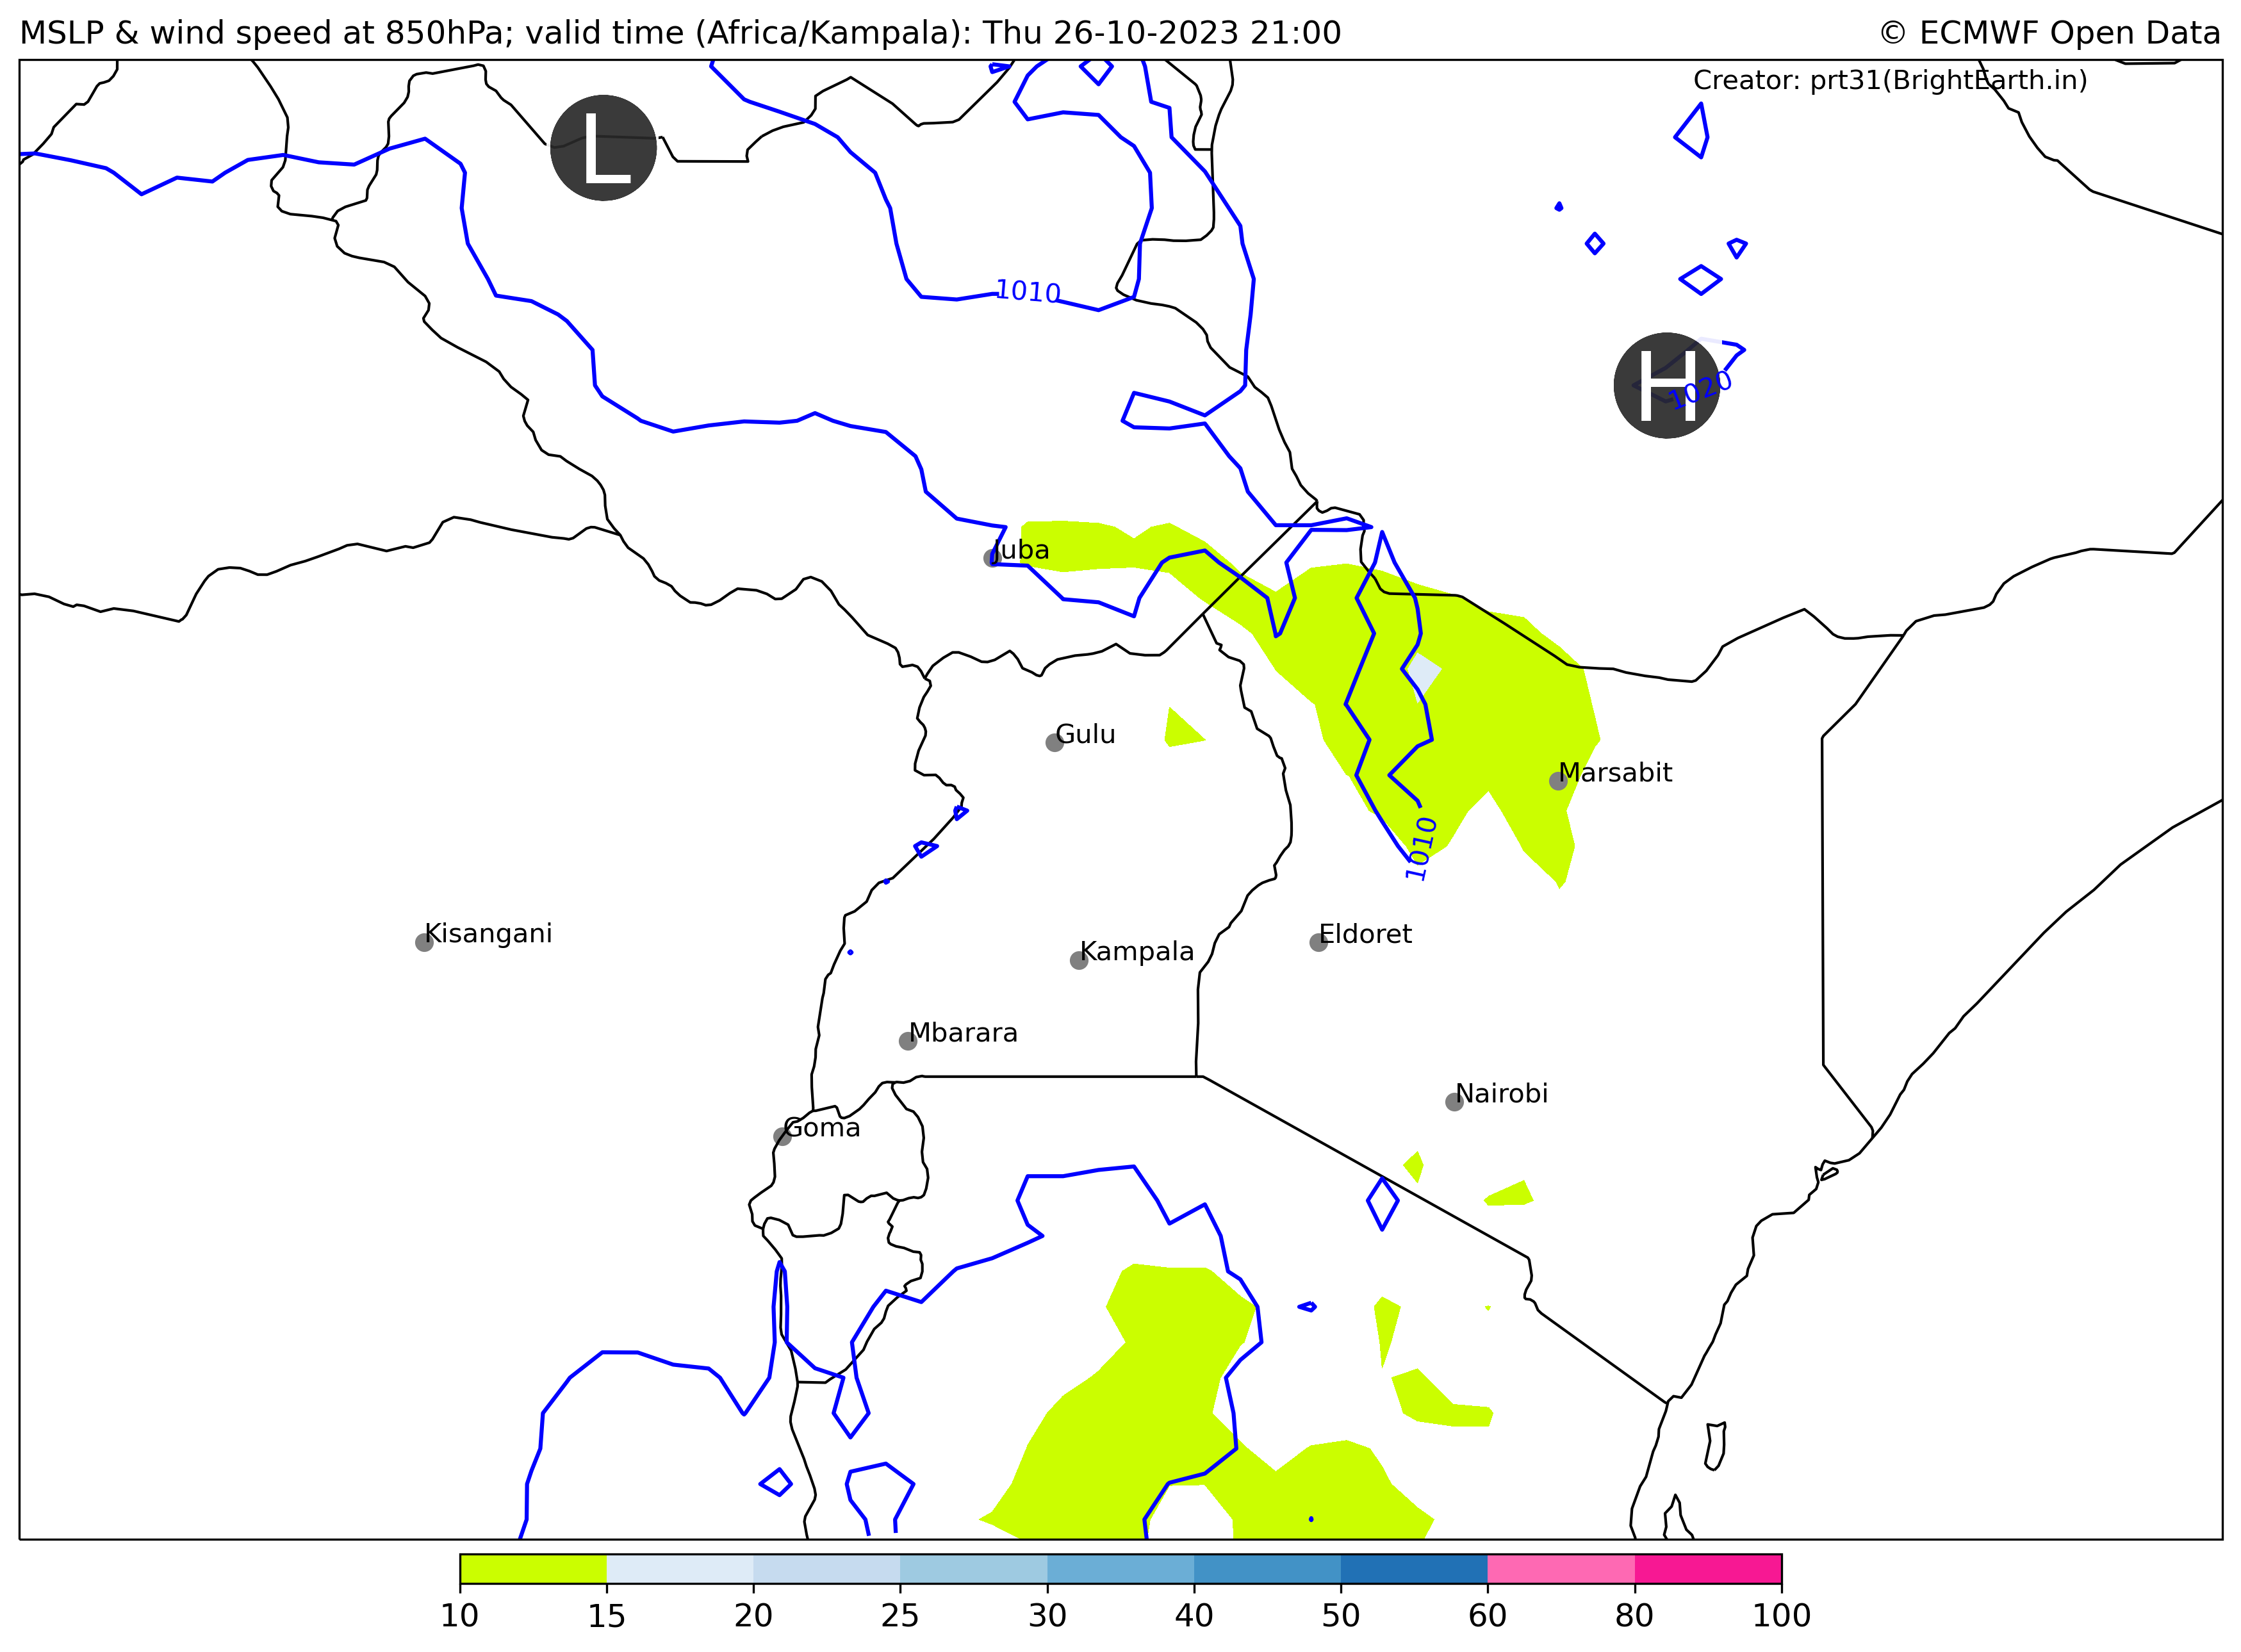 MSLP & wind speed at 850hPa; valid time (Africa/Kampala): Thu 26-10-2023 21:00
© ECMWF Open Data
Creator: prt31(BrightEarth.in)
L
1010
H
1020
Juba
Gulu
Marsabit
1010
Kisangani
Eldoret
Kampala
Mbarara
Nairobi
Goma
10 15 20 25 30 40 50 60 80 100